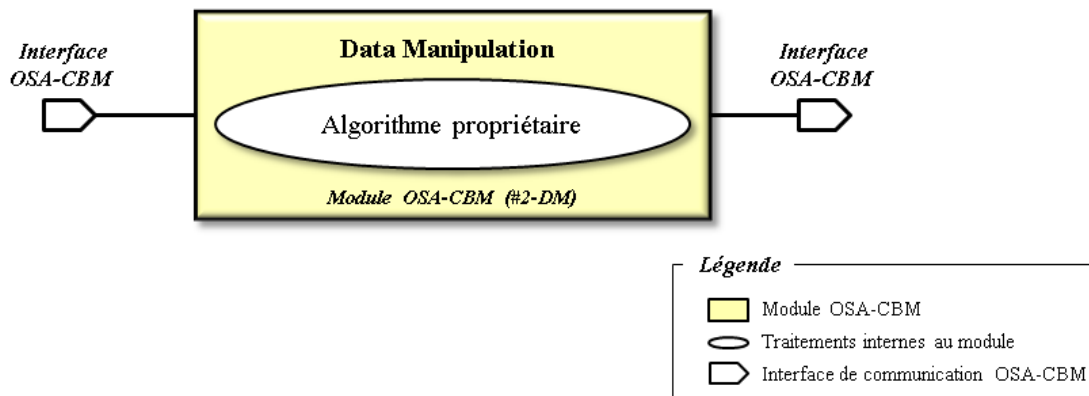 Interface
OSA-CBM
Data Manipulation
Algorithme propriétaire
Module OSA-CBM (#2-DM)
Interface
OSA-CBM
Légende
Module OSA-CBM
Traitements internes au module
Interface de communication OSA-CBM